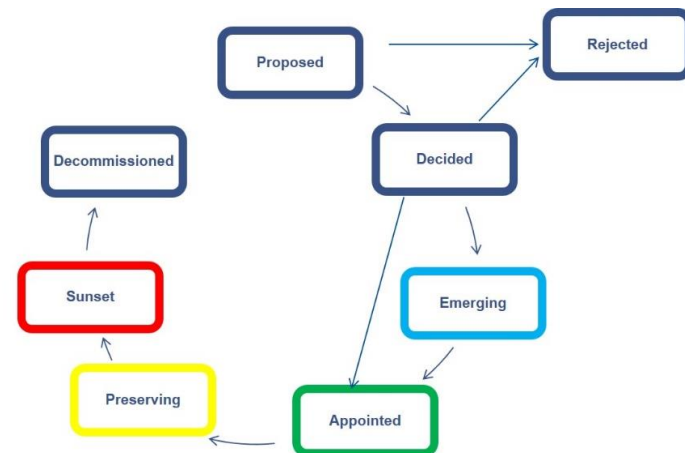 Proposed
Rejected
Decommissioned
Decided
Sunset
Emerging
Preserving
Appointed